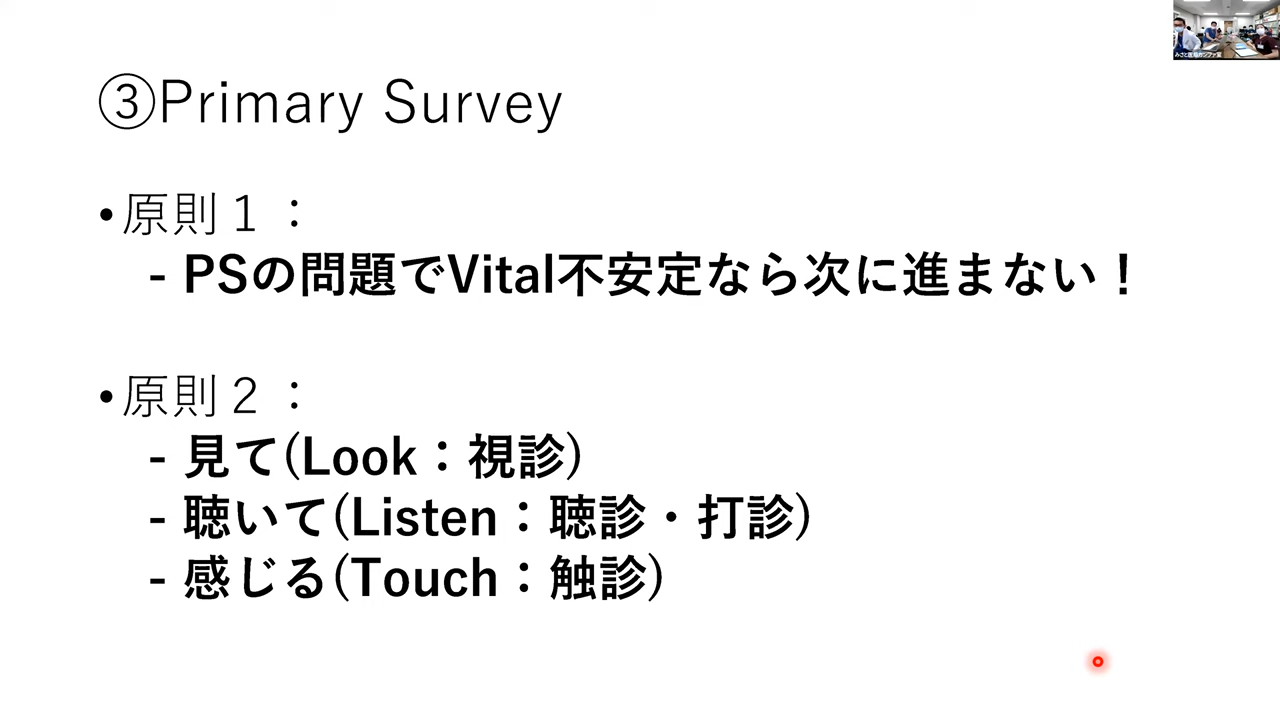 ③Primary Survey
•原則１：
- PSの問題でVital不安定なら次に進まない！
•原則２：
- 見て(Look：視診)
- 聴いて(Listen：聴診・打診)
- 感じる(Touch：触診)